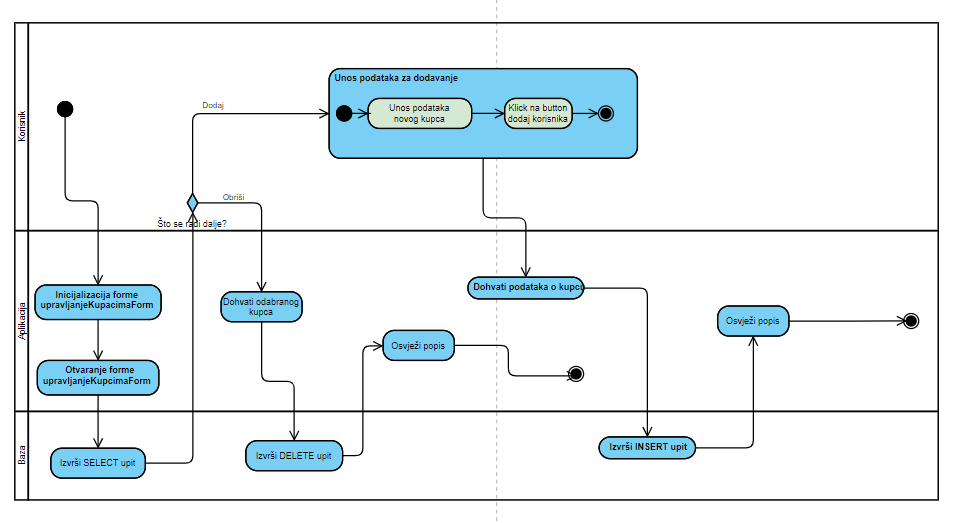 Korisnik
Unos podataka za dodavanje
Dodaj
Unos podataka
novog kupca
Klick na button
dodaj korisnika
Obriši
Što se radi dalje?
Aplikacija
Inicijalizacija forme
upravljanjeKupacimaForm
Dohvati odabranog
kupca
Dohvati podataka o kupcu
Osvježi popis
Osvježi popis
Otvaranje forme
upravljanjeKupcimaForm
Baza
Izvrši SELECT upit
Izvrši DELETE upit
Izvrši INSERT upit